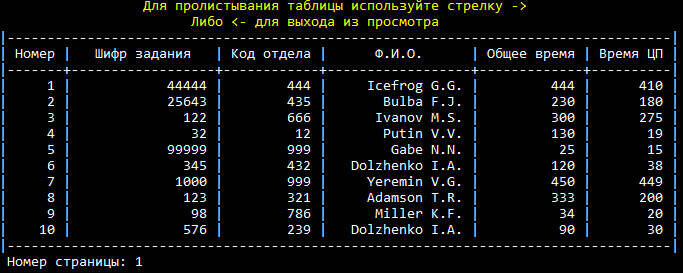 Для пролистывания таблицы используйте стрелку ->
Либо <- для выхода из просмотра
Номер | Шифр задания | Код отдела | Ф.И.О. | Общее время | Время ЦП
1 | 44444 | 444 | Icefrog G.G. | 444 | 410
2 | 25643 | 435 | Bulba F.J. | 230 | 180
3 | 122 | 666 | Ivanov M.S. | 300 | 275
4 | 32 | 12 | Putin V.V. | 130 | 19
5 | 99999 | 999 | Gabe N.N. | 25 | 15
6 | 345 | 432 | Dolzhenko I.A. | 120 | 38
7 | 1000 | 999 | Yeremin V.G. | 450 | 449
8 | 123 | 321 | Adamson T.R. | 333 | 200
9 | 98 | 786 | Miller K.F. | 34 | 20
10 | 576 | 239 | Dolzhenko I.A. | 90 | 30
Номер страницы: 1